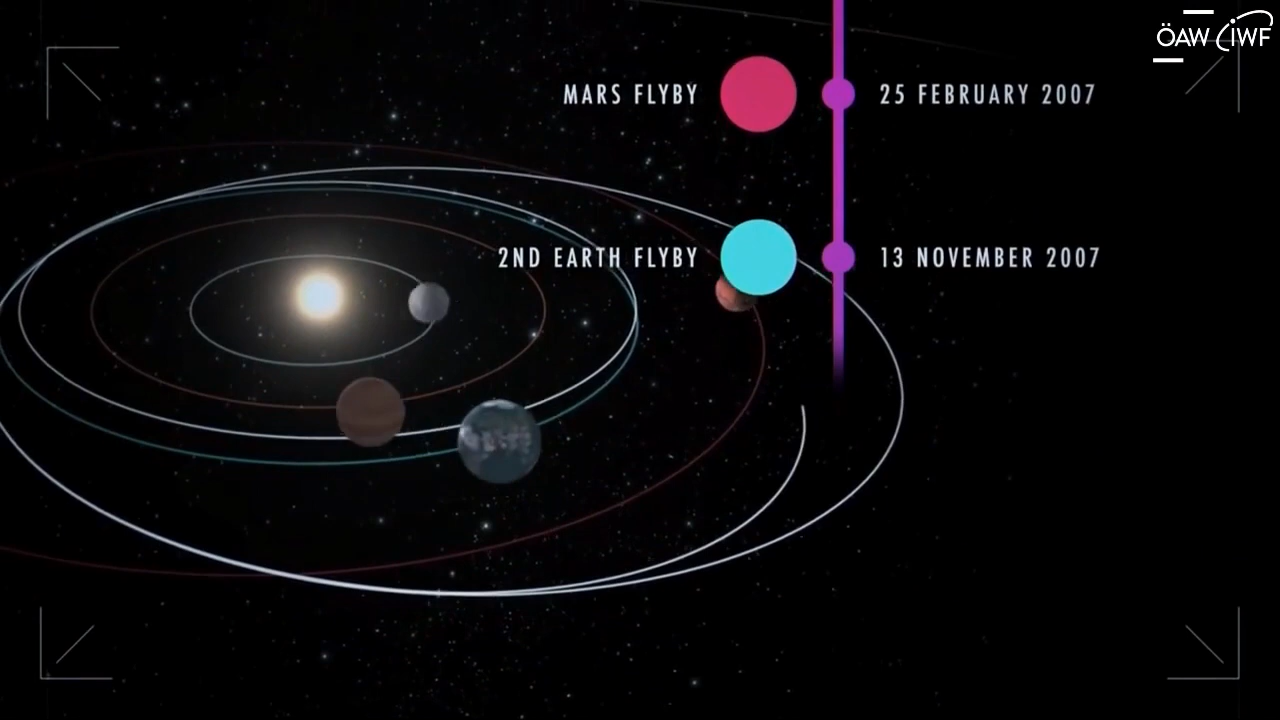 ÖAW IWF
MARS FLYBY 25 FEBRUARY 2007
2ND EARTH FLYBY 13 NOVEMBER 2007